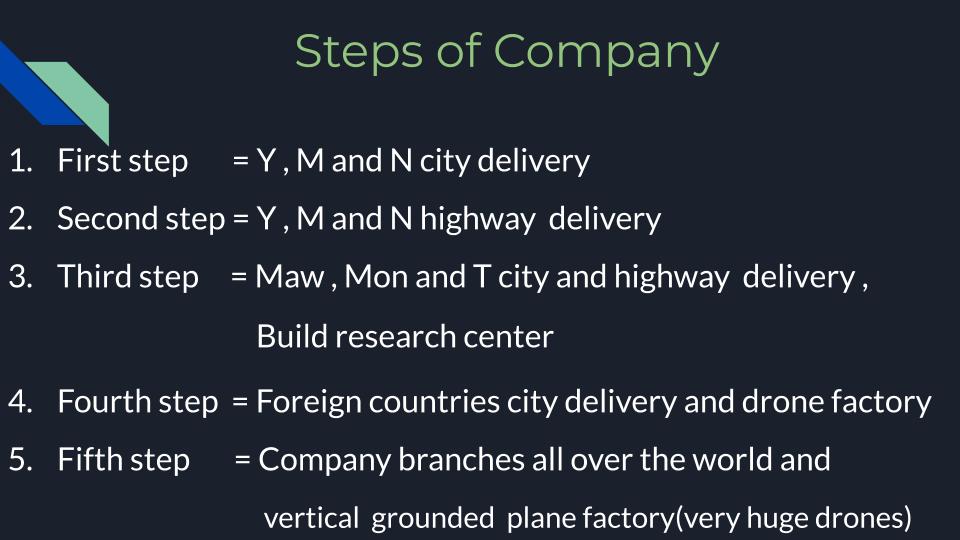 Steps of Company
1. First step = Y , M and N city delivery
2. Second step = Y , M and N highway delivery
3. Third step = Maw , Mon and T city and highway delivery ,
Build research center
4. Fourth step = Foreign countries city delivery and drone factory
5. Fifth step = Company branches all over the world and
vertical grounded plane factory(very huge drones)